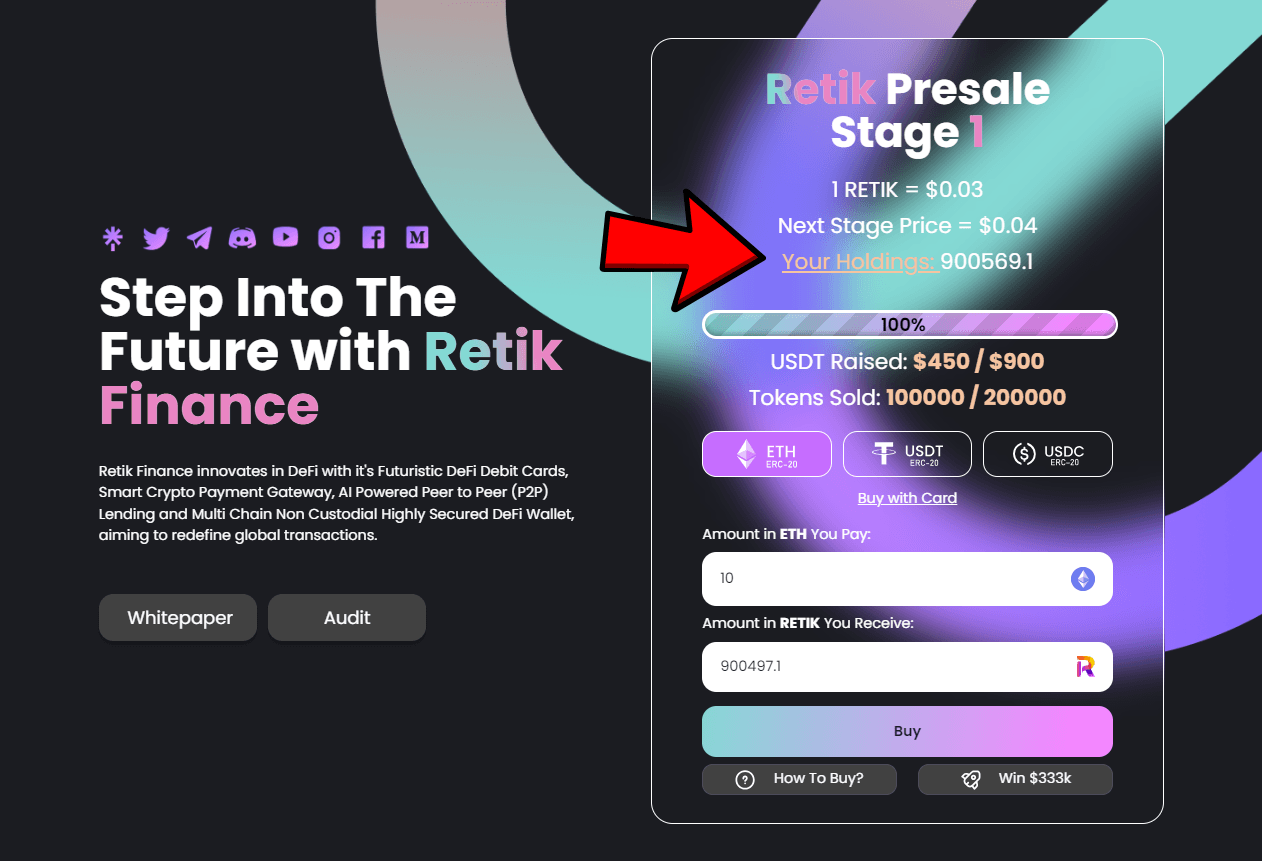 Step Into The
Future with Retik
Finance
Retik Finance innovates in DeFi with it's Futuristic DeFi Debit Cards,
Smart Crypto Payment Gateway, AI Powered Peer to Peer (P2P)
Lending and Multi Chain Non Custodial Highly Secured DeFi Wallet,
aiming to redefine global transactions.
Whitepaper
Audit
Retik Presale
Stage 1
1 RETIK = $0.03
Next Stage Price = $0.04
Your Holdings: 900569.1
100%
USDT Raised: $450 / $900
Tokens Sold: 100000 / 200000
ETH
ERC-20
USDT
ERC-20
USDC
ERC-20
Buy with Card
Amount in ETH You Pay:
10
Amount in RETIK You Receive:
900497.1
Buy
How To Buy?
Win $333k